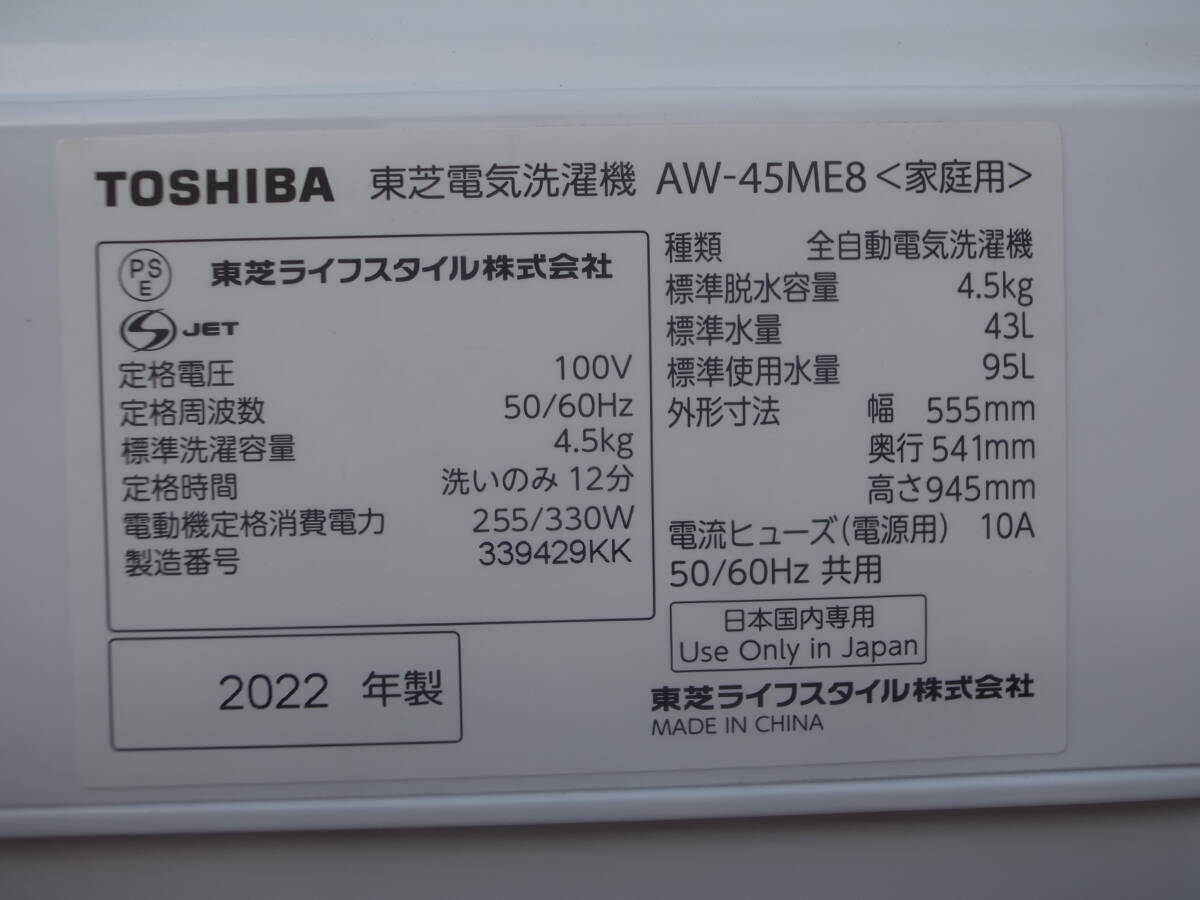 TOSHIBA 東芝電気洗濯機 AW-45ME8<家庭用>
PSE 東芝ライフスタイル株式会社
S JET
定格電圧 100V
定格周波数 50/60Hz
標準洗濯容量 4.5kg
定格時間 洗いのみ 12分
電動機定格消費電力 255/330W
製造番号 339429KK
2022 年製
種類 全自動電気洗濯機
標準脱水容量 4.5kg
標準水量 43L
標準使用水量 95L
外形寸法 幅 555mm
奥行 541mm
高さ945mm
電流ヒューズ(電源用) 10A
50/60Hz 共用
日本国内専用
Use Only in Japan
東芝ライフスタイル株式会社
MADE IN CHINA